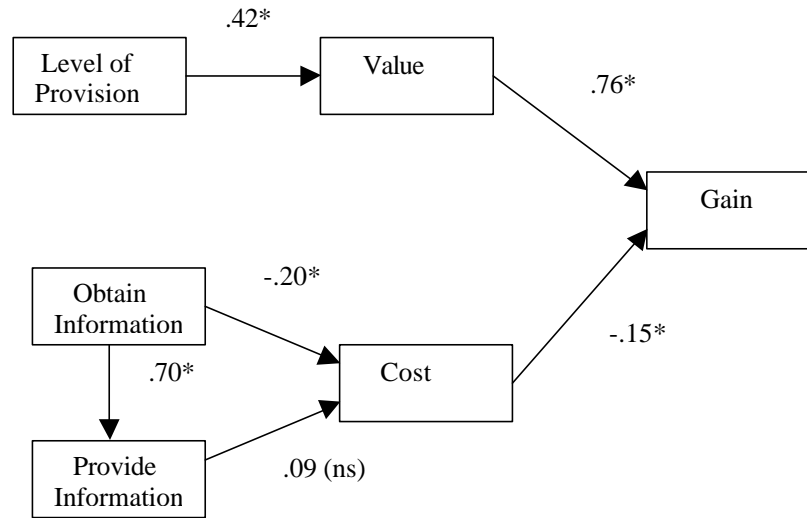 .42*
Level of
Provision
Value
.76*
Gain
Obtain
Information
-.20*
.70*
Cost
-.15*
Provide
Information
.09 (ns)